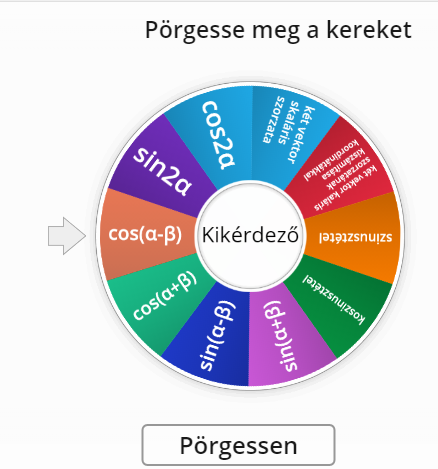 Pörgesse meg a kereket
két vektor
skaláris
szorzata
két vektor kaláris
szorzatának
kiszámítása
koordinátákkal
szinusztétel
koszinusztétel
sin(α+β)
sin(α-β)
cos(α+β)
cos(α-β)
sin2α
cos2α
Kikérdező
Pörgessen